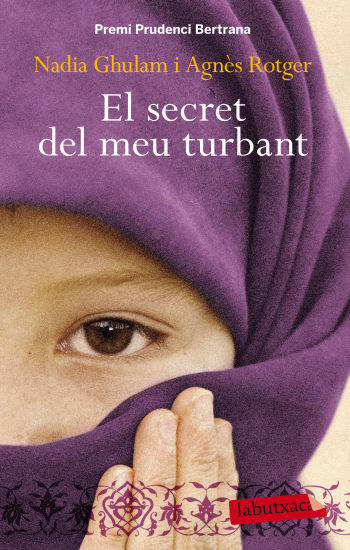 Premi Prudenci Bertrana
Nadia Ghulam i Agnès Rotger
El secret
del meu turbant
labutxaca